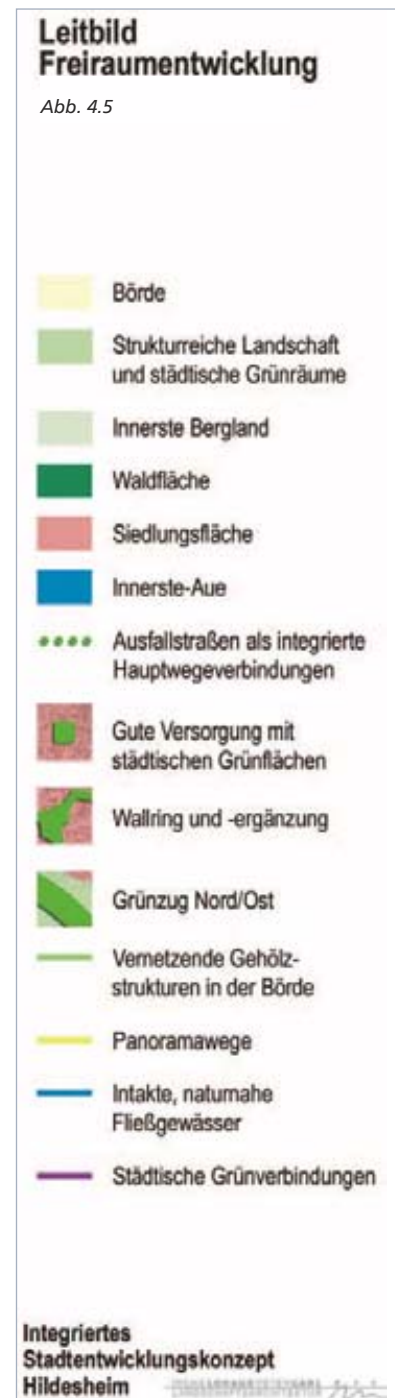 Leitbild
Freiraumentwicklung
Abb. 4.5
Börde
Strukturreiche Landschaft
und städtische Grünräume
Innerste Bergland
Waldfläche
Siedlungsfläche
Innerste-Aue
Ausfallstraßen als integrierte
Hauptwegeverbindungen
Gute Versorgung mit
städtischen Grünflächen
Wallring und -ergänzung
Grünzug Nord/Ost
Vernetzende Gehölz-
strukturen in der Börde
Panoramawege
Intakte, naturnahe
Fließgewässer
Städtische Grünverbindungen
Integriertes
Stadtentwicklungskonzept
Hildesheim